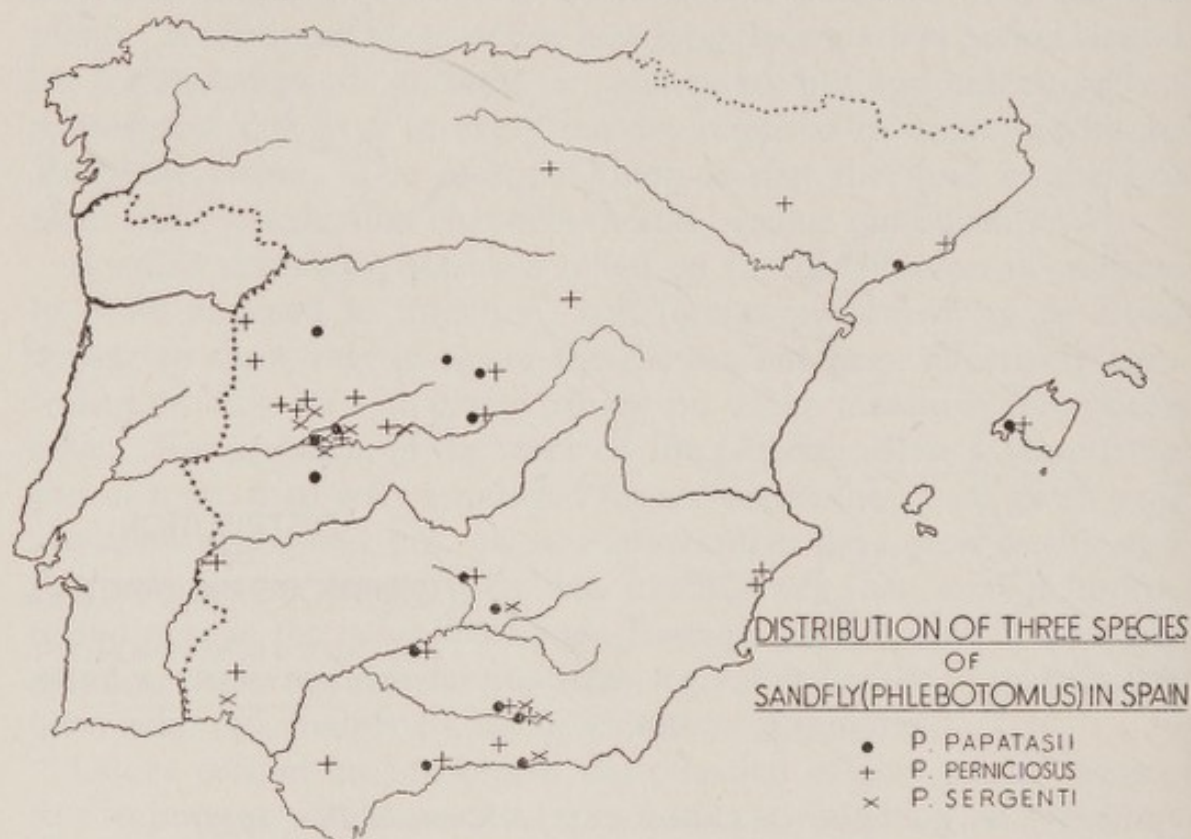 DISTRIBUTION OF THREE SPECIES
OF
SANDFLY(PHLEBOTOMUS) IN SPAIN
• P. PAPATASII
+ P. PERNICIOSUS
× P. SERGENTI